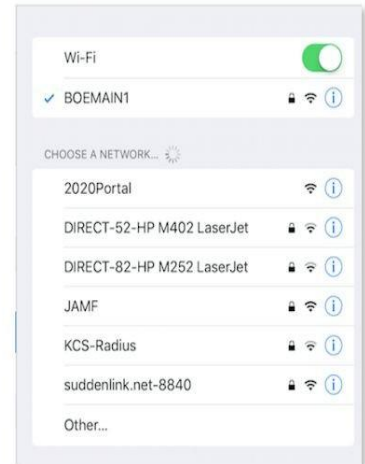 Wi-Fi
BOEMAIN1
CHOOSE A NETWORK...
2020Portal
DIRECT-52-HP M402 LaserJet
DIRECT-82-HP M252 LaserJet
JAMF
KCS-Radius
suddenlink.net-8840
Other...